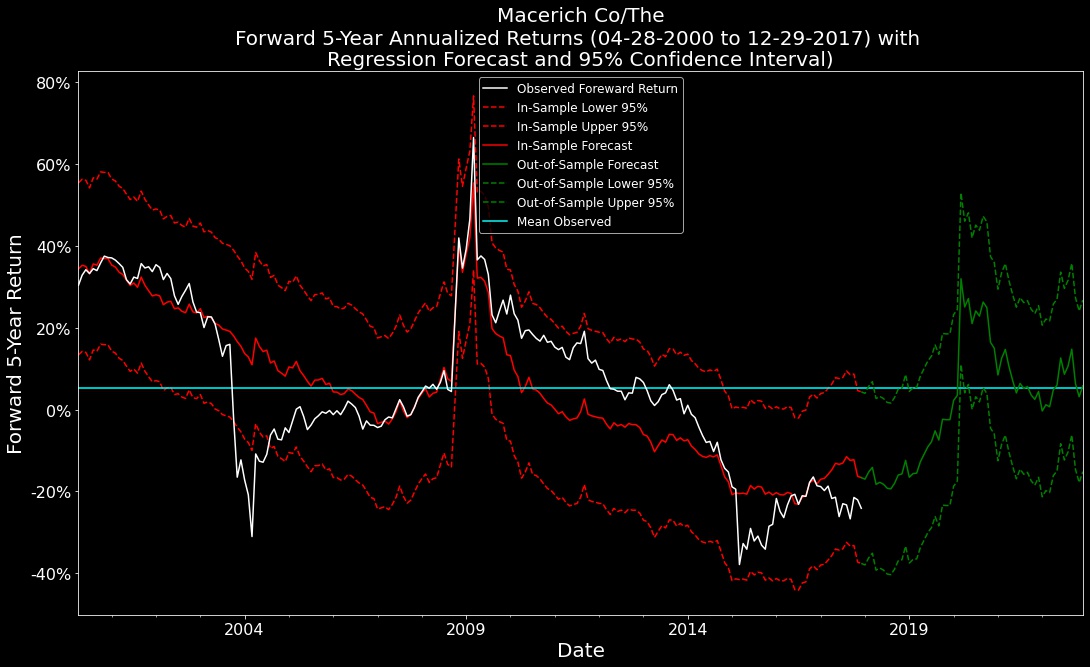 Macerich Co/The
Forward 5-Year Annualized Returns (04-28-2000 to 12-29-2017) with
Regression Forecast and 95% Confidence Interval)
Observed Foreward Return
In-Sample Lower 95%
In-Sample Upper 95%
In-Sample Forecast
Out-of-Sample Forecast
Out-of-Sample Lower 95%
Out-of-Sample Upper 95%
Mean Observed
Forward 5-Year Return
80%
60%
40%
20%
0%
-20%
-40%
2004
2009
2014
2019
Date